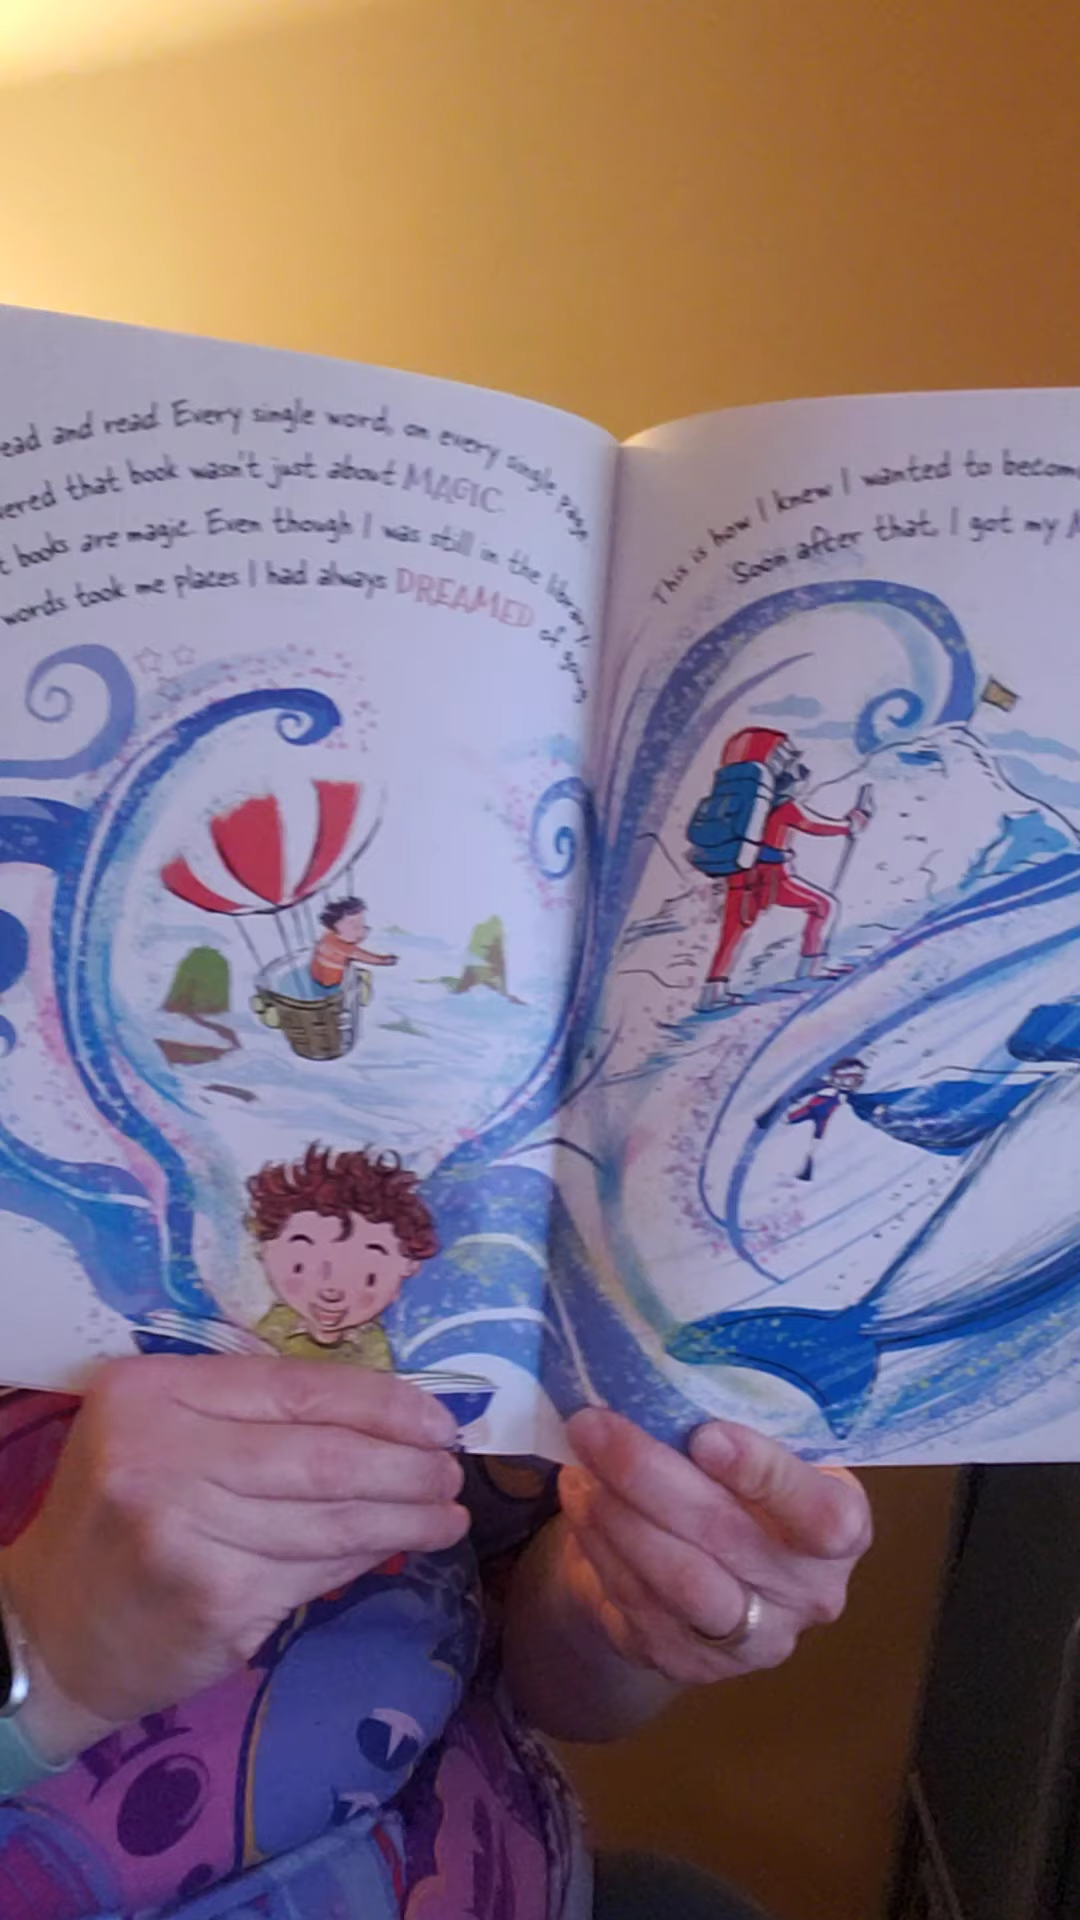 ead and read. Every single word, on every single page.
vered that book wasn't just about MAGIC.
t books are magic. Even though I was still in the library,
words took me places I had always DREAMED of going.
This is how I knew I wanted to becom
Soon after that, I got my